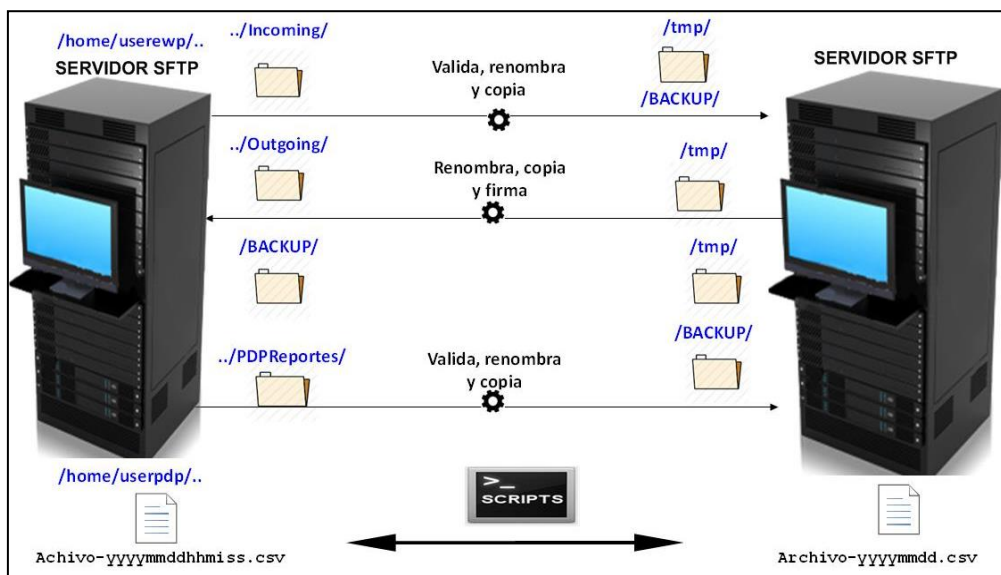 /home/userewp/..
SERVIDOR SFTP
../Incoming/
Valida, renombra
y copia
/tmp/
/BACKUP/
SERVIDOR SFTP
../Outgoing/
Renombra, copia
y firma
/tmp/
/BACKUP/
/tmp/
../PDPReportes/
Valida, renombra
y copia
/BACKUP/
/home/userpdp/..
>_
SCRIPTS
Achivo-yyyymmddhhmiss.csv
Archivo-yyyymmdd.csv